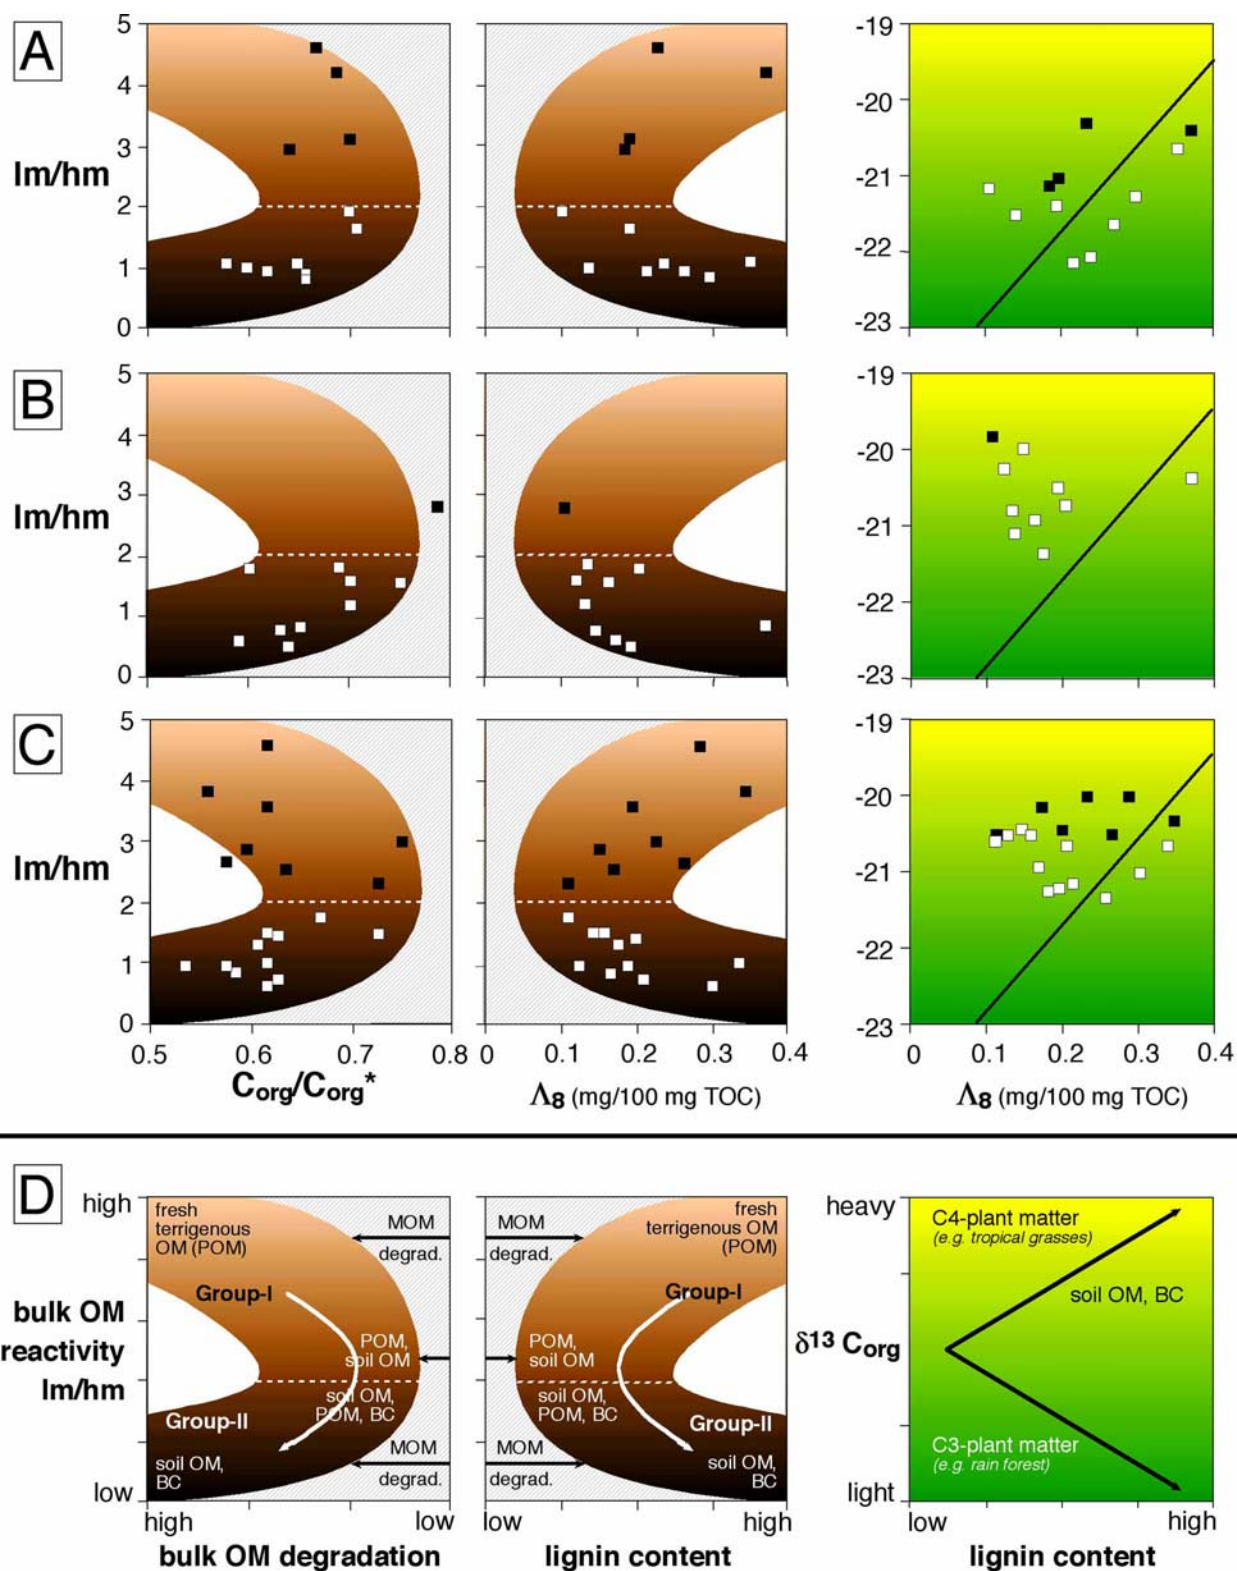 A
5
4
3
2
1
0
lm/hm
-19
-20
-21
-22
-23
B
5
4
3
2
1
0
lm/hm
-19
-20
-21
-22
-23
C
5
4
3
2
1
0
lm/hm
-19
-20
-21
-22
-23
0.5 0.6 0.7 0.8
Corg/Corg*
0 0.1 0.2 0.3 0.4
Λ8 (mg/100 mg TOC)
0 0.1 0.2 0.3 0.4
Λ8 (mg/100 mg TOC)
D
high
bulk OM
reactivity
lm/hm
low
fresh
terrigenous
OM (POM)
MOM
degrad.
Group-I
POM,
soil OM
soil OM,
POM, BC
Group-II
soil OM,
BC
MOM
degrad.
high low
bulk OM degradation
MOM
degrad.
fresh
terrigenous OM
(POM)
Group-I
POM,
soil OM
soil OM,
POM, BC
Group-II
MOM
degrad.
soil OM,
BC
low high
lignin content
heavy
δ13 Corg
light
C4-plant matter
(e.g. tropical grasses)
soil OM, BC
C3-plant matter
(e.g. rain forest)
low high
lignin content